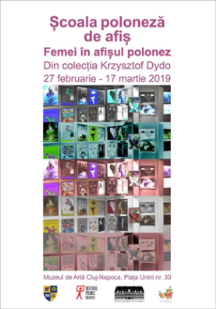 Școala poloneză
de afiș
Femei în afișul polonez
Din colecția Krzysztof Dydo
27 februarie - 17 martie 2019
Muzeul de Artă Cluj-Napoca, Piața Unirii nr. 30